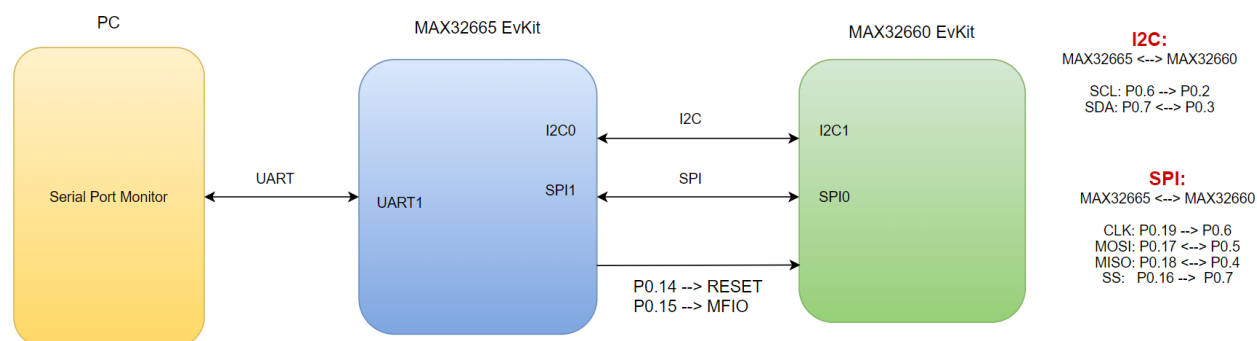 PC
MAX32665 EvKit
MAX32660 EvKit
Serial Port Monitor
UART
UART1
I2C0
SPI1
I2C
SPI
P0.14 --> RESET
P0.15 --> MFIO
I2C1
SPI0
I2C:
MAX32665 <--> MAX32660
SCL: P0.6 --> P0.2
SDA: P0.7 <--> P0.3
SPI:
MAX32665 <--> MAX32660
CLK: P0.19 --> P0.6
MOSI: P0.17 <--> P0.5
MISO: P0.18 <--> P0.4
SS: P0.16 --> P0.7